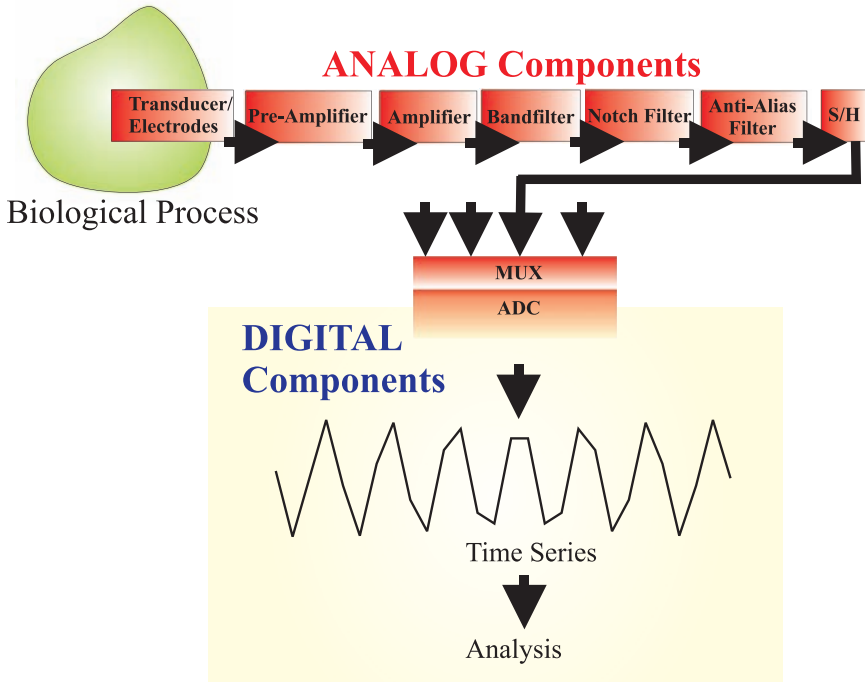 ANALOG Components
Transducer/
Electrodes
Pre-Amplifier
Amplifier
Bandfilter
Notch Filter
Anti-Alias
Filter
S/H
Biological Process
MUX
ADC
DIGITAL
Components
Time Series
Analysis